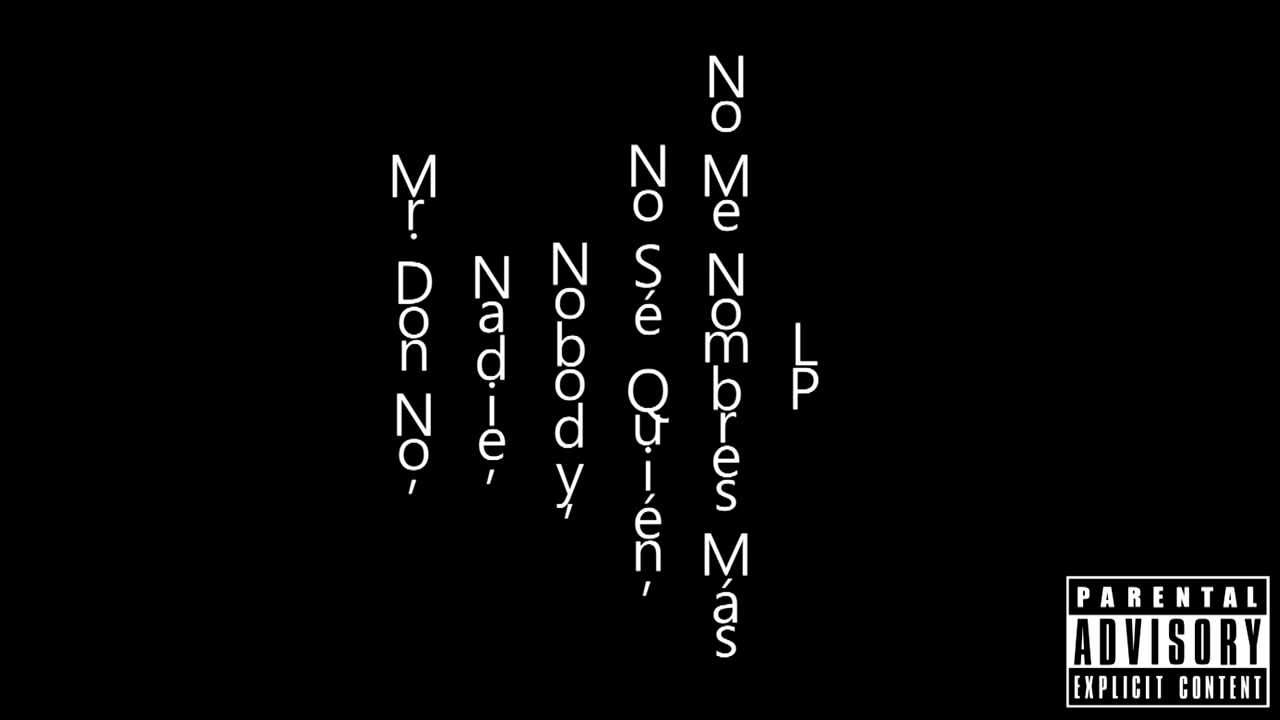 Mr. Don No,
Nadie,
Nobody,
No Sé Quién,
No Me Nombres Más
LP
PARENTAL
ADVISORY
EXPLICIT CONTENT